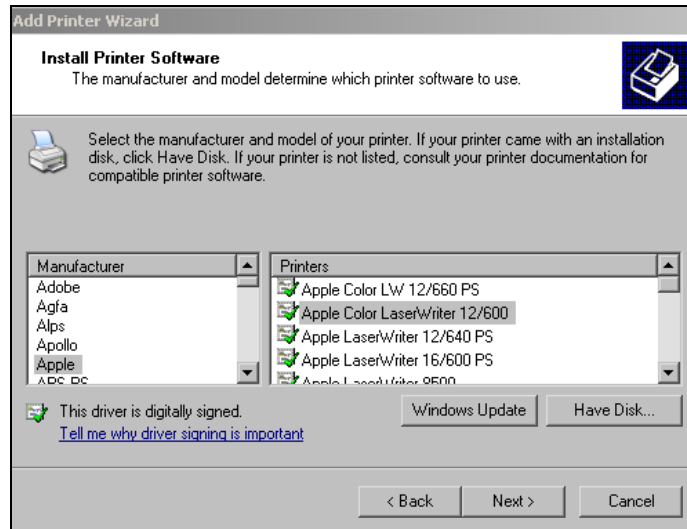 Add Printer Wizard
Install Printer Software
The manufacturer and model determine which printer software to use.
Select the manufacturer and model of your printer. If your printer came with an installation
disk, click Have Disk. If your printer is not listed, consult your printer documentation for
compatible printer software.
Manufacturer
Adobe
Agfa
Alps
Apollo
Apple
APS-PS
Printers
Apple Color LW 12/660 PS
Apple Color LaserWriter 12/600
Apple LaserWriter 12/640 PS
Apple LaserWriter 16/600 PS
Apple LaserWriter 8500
This driver is digitally signed.
Tell me why driver signing is important
Windows Update
Have Disk...
< Back
Next >
Cancel